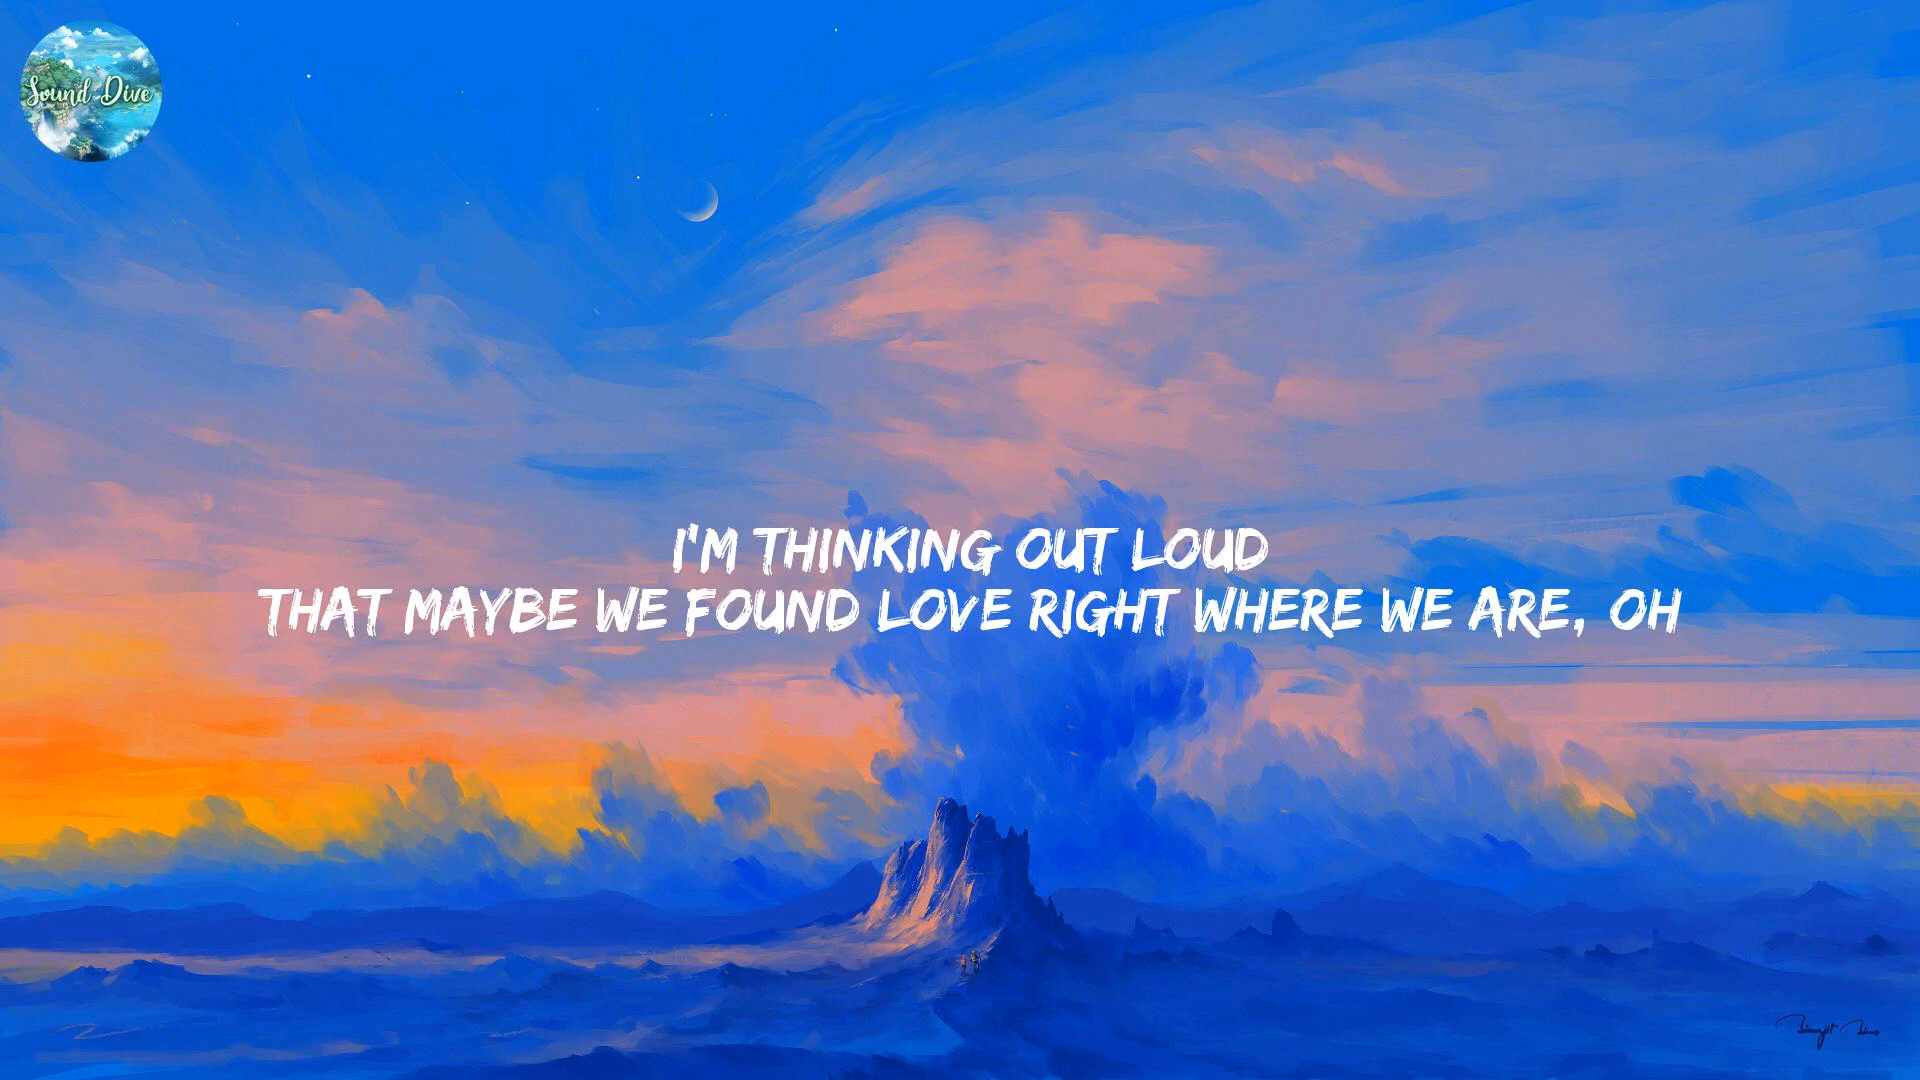 Sound Dive
I'M THINKING OUT LOUD
THAT MAYBE WE FOUND LOVE RIGHT WHERE WE ARE, OH